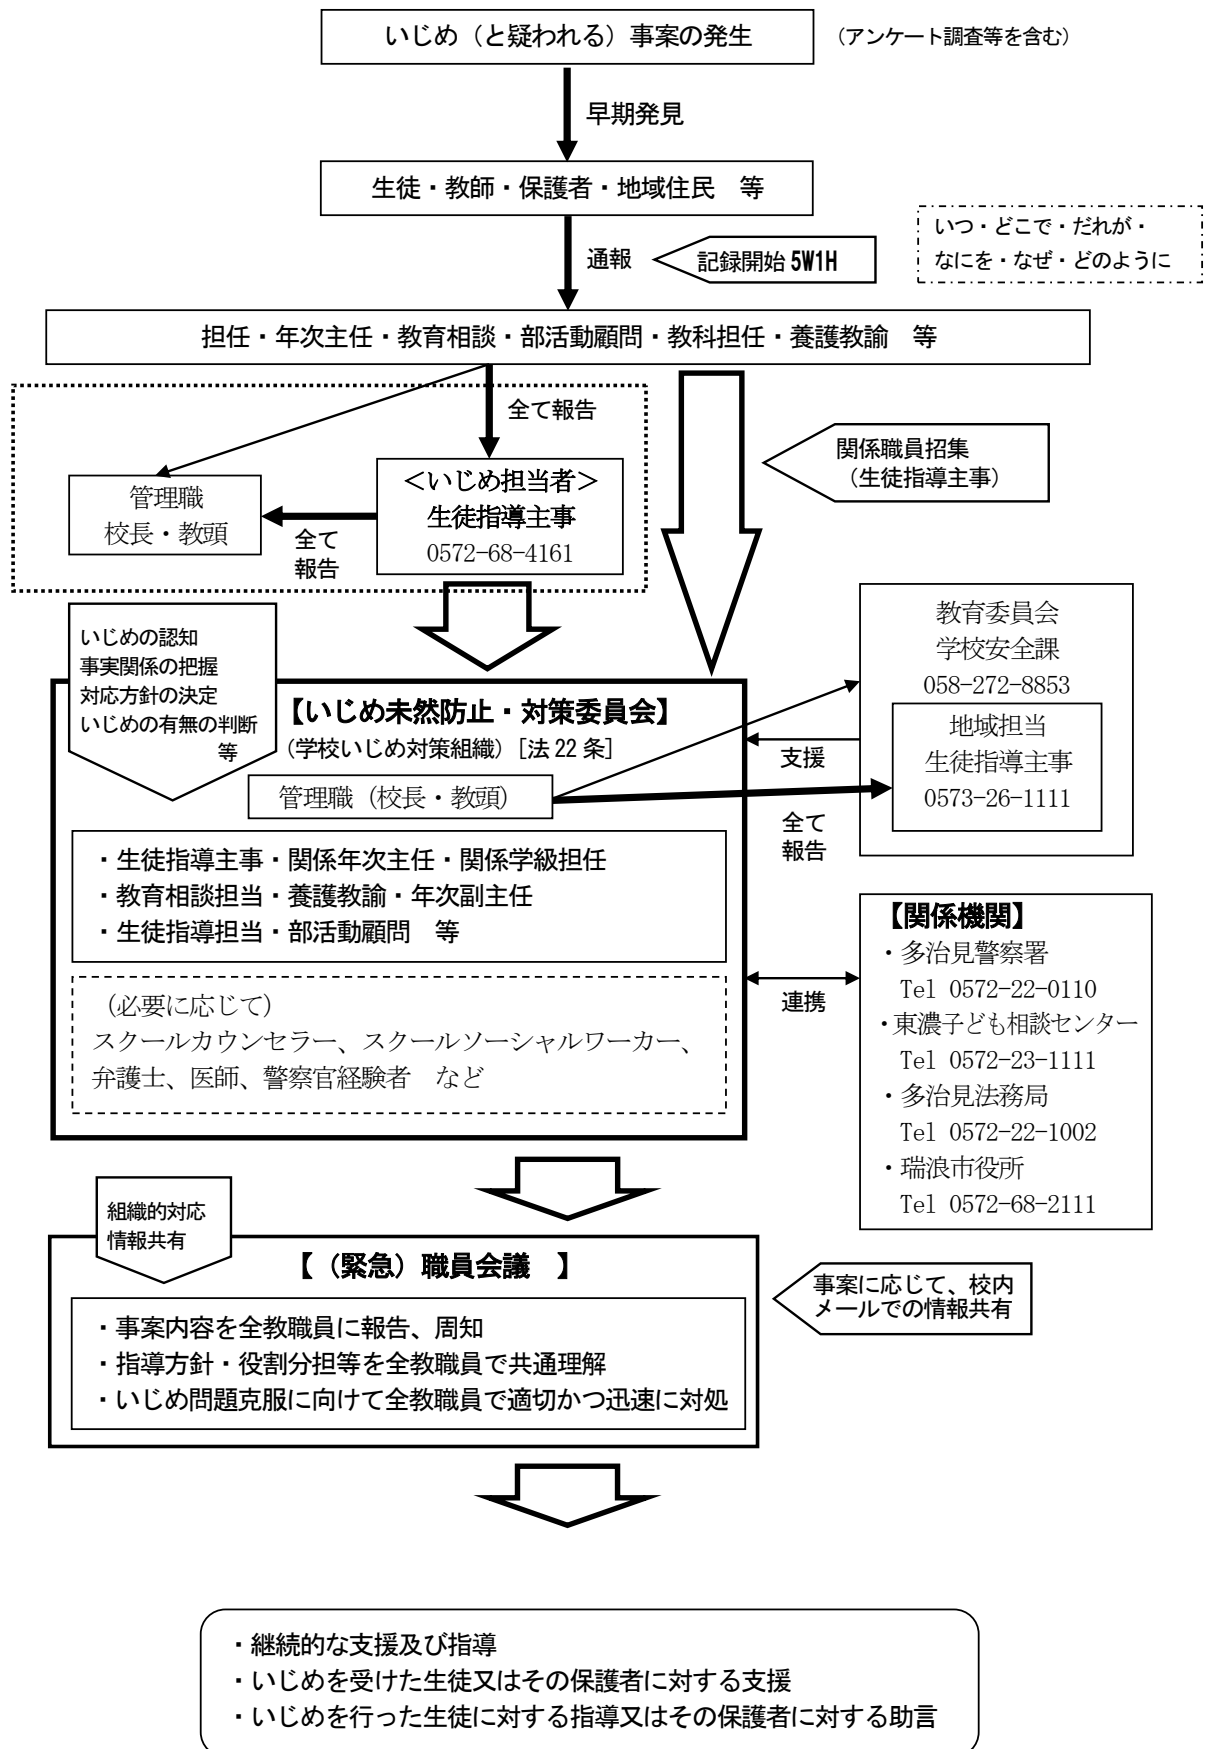 いじめ（と疑われる）事案の発生
（アンケート調査等を含む）
早期発見
生徒・教師・保護者・地域住民　等
通報
記録開始 5W1H
いつ・どこで・だれが・
なにを・なぜ・どのように
担任・年次主任・教育相談・部活動顧問・教科担任・養護教諭　等
全て報告
関係職員招集
（生徒指導主事）
管理職
校長・教頭
全て
報告
＜いじめ担当者＞
生徒指導主事
0572-68-4161
いじめの認知
事実関係の把握
対応方針の決定
いじめの有無の判断
等
【いじめ未然防止・対策委員会】
（学校いじめ対策組織）［法 22 条］
管理職（校長・教頭）
・生徒指導主事・関係年次主任・関係学級担任
・教育相談担当・養護教諭・年次副主任
・生徒指導担当・部活動顧問　等
（必要に応じて）
スクールカウンセラー、スクールソーシャルワーカー、
弁護士、医師、警察官経験者　など
教育委員会
学校安全課
058-272-8853
地域担当
生徒指導主事
0573-26-1111
支援
全て
報告
連携
【関係機関】
・多治見警察署
Tel 0572-22-0110
・東濃子ども相談センター
Tel 0572-23-1111
・多治見法務局
Tel 0572-22-1002
・瑞浪市役所
Tel 0572-68-2111
組織的対応
情報共有
【（緊急）職員会議　】
・事案内容を全教職員に報告、周知
・指導方針・役割分担等を全教職員で共通理解
・いじめ問題克服に向けて全教職員で適切かつ迅速に対処
事案に応じて、校内
メールでの情報共有
・継続的な支援及び指導
・いじめを受けた生徒又はその保護者に対する支援
・いじめを行った生徒に対する指導又はその保護者に対する助言